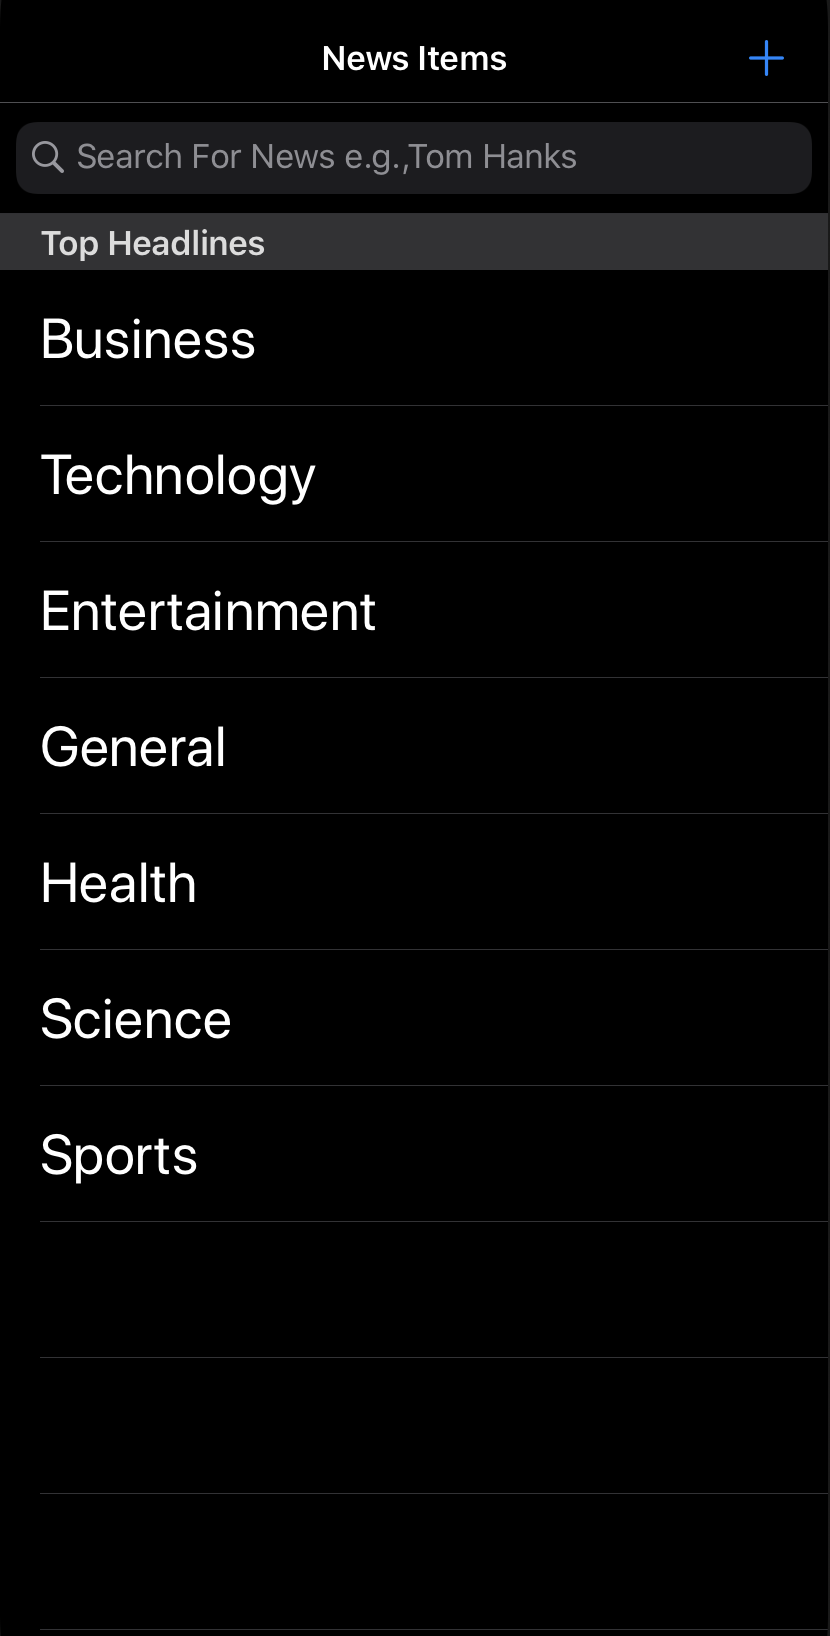 News Items
Search For News e.g.,Tom Hanks
Top Headlines
Business
Technology
Entertainment
General
Health
Science
Sports